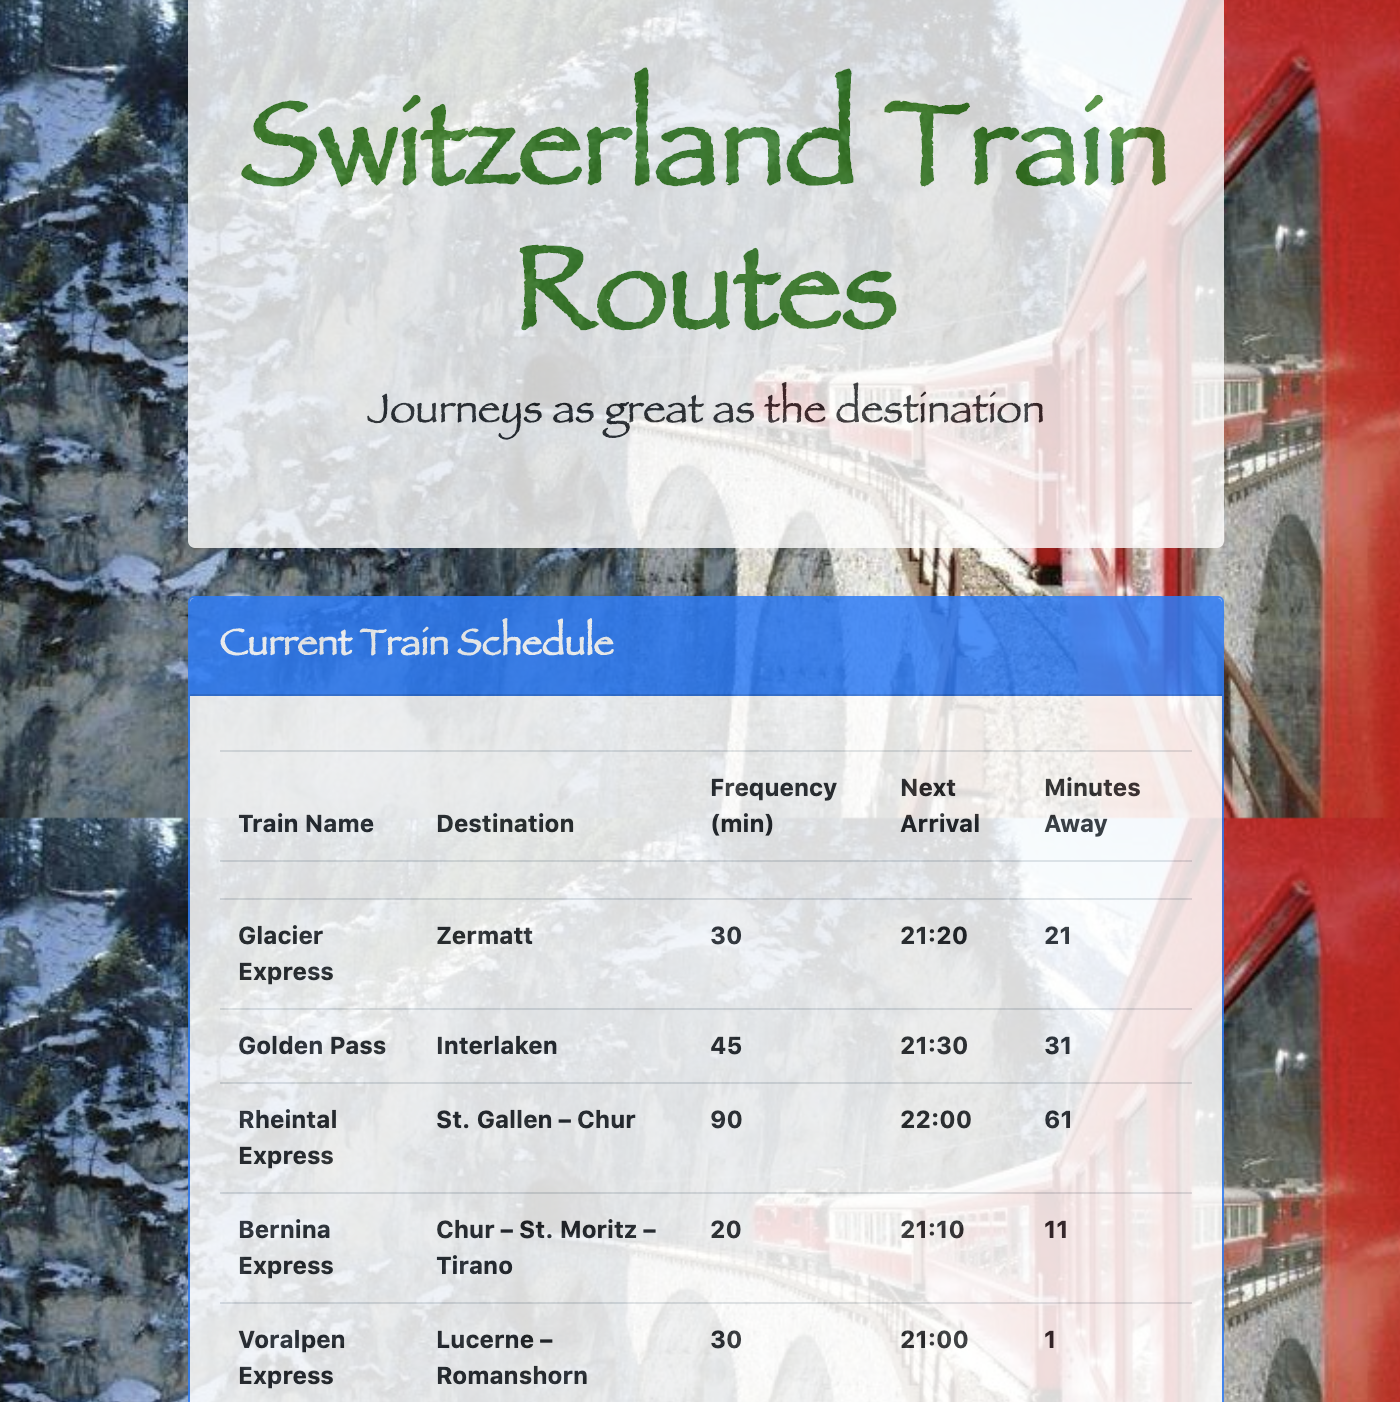 Switzerland Train
Routes
Journeys as great as the destination
Current Train Schedule
Train Name Destination Frequency (min) Next Arrival Minutes Away
Glacier Express Zermatt 30 21:20 21
Golden Pass Interlaken 45 21:30 31
Rheintal Express St. Gallen – Chur 90 22:00 61
Bernina Express Chur – St. Moritz – Tirano 20 21:10 11
Voralpen Express Lucerne – Romanshorn 30 21:00 1